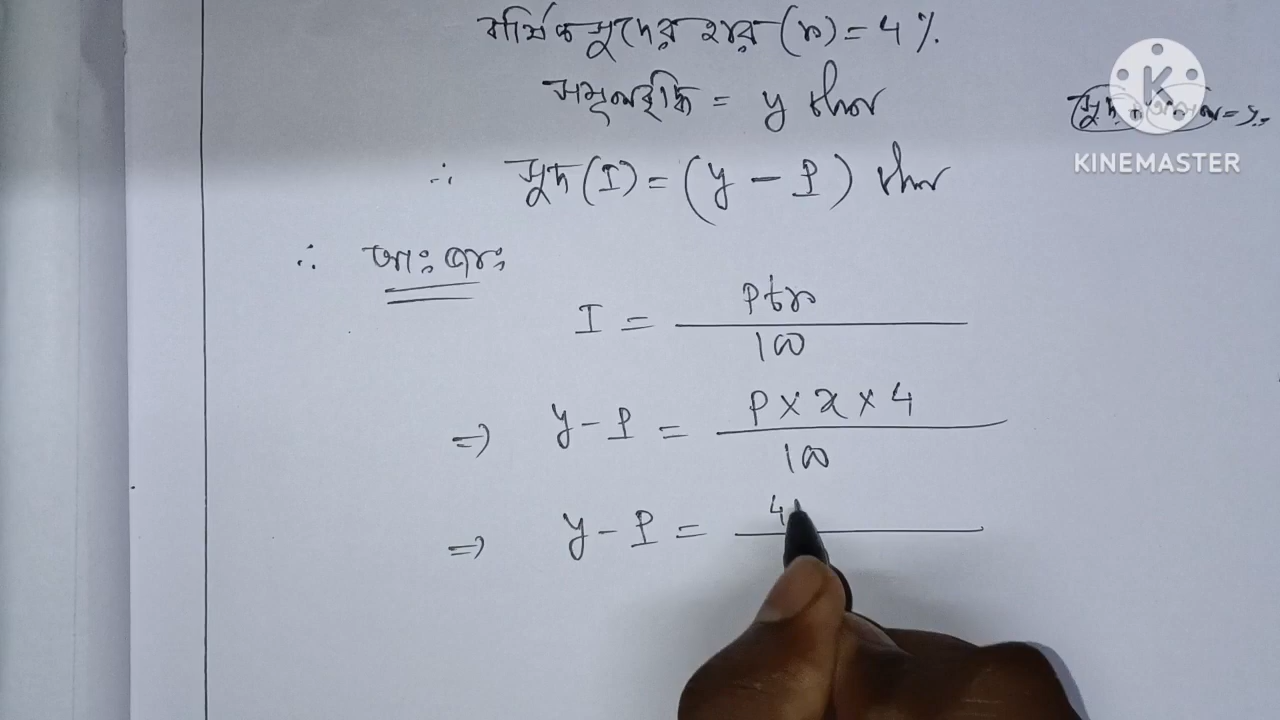 বার্ষিক সুদের হার (r) = 4 %
সমূলবৃদ্ধি = y টাকা
∴ সুদ (I) = (y - P) টাকা
∴ আঃ প্রঃ
I = Ptr / 100
⇒ y - P = P × x × 4 / 100
⇒ y - P = 4
K
KINEMASTER